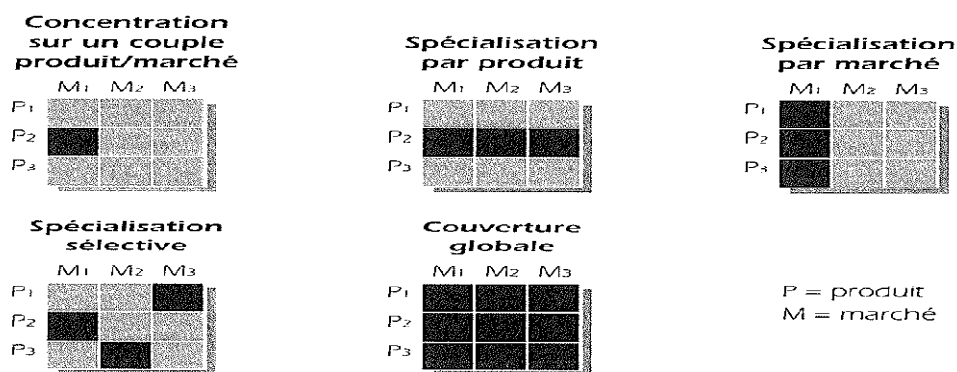 Concentration
sur un couple
produit/marché
M1 M2 M3
P1
P2
P3
Spécialisation
par produit
M1 M2 M3
P1
P2
P3
Spécialisation
par marché
M1 M2 M3
P1
P2
P3
Spécialisation
sélective
M1 M2 M3
P1
P2
P3
Couverture
globale
M1 M2 M3
P1
P2
P3
P = produit
M = marché